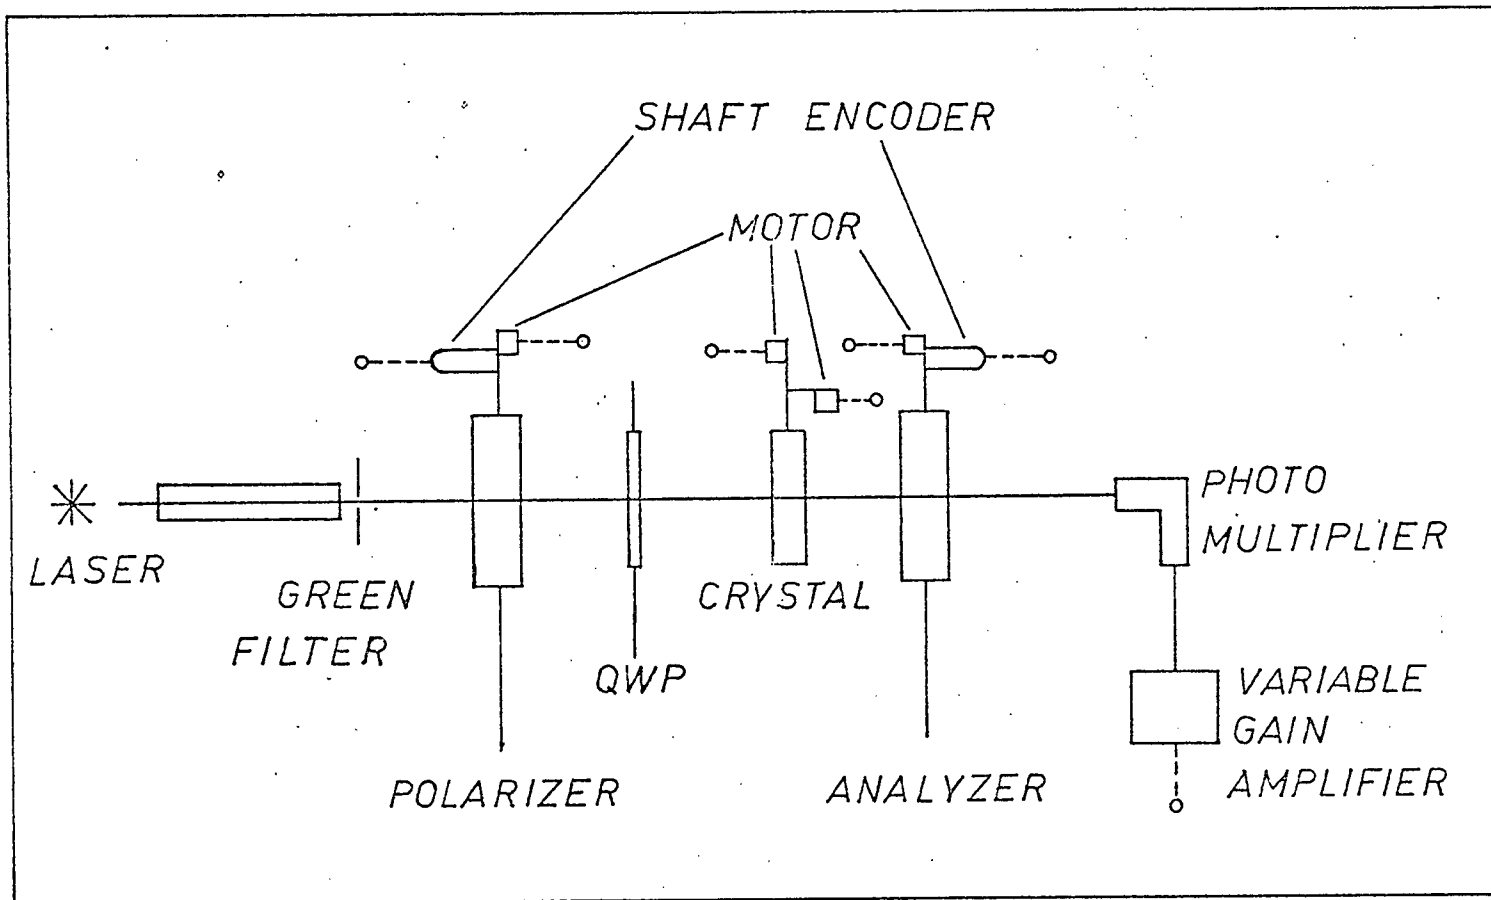 SHAFT ENCODER
MOTOR
LASER
GREEN
FILTER
POLARIZER
QWP
CRYSTAL
ANALYZER
PHOTO
MULTIPLIER
VARIABLE
GAIN
AMPLIFIER